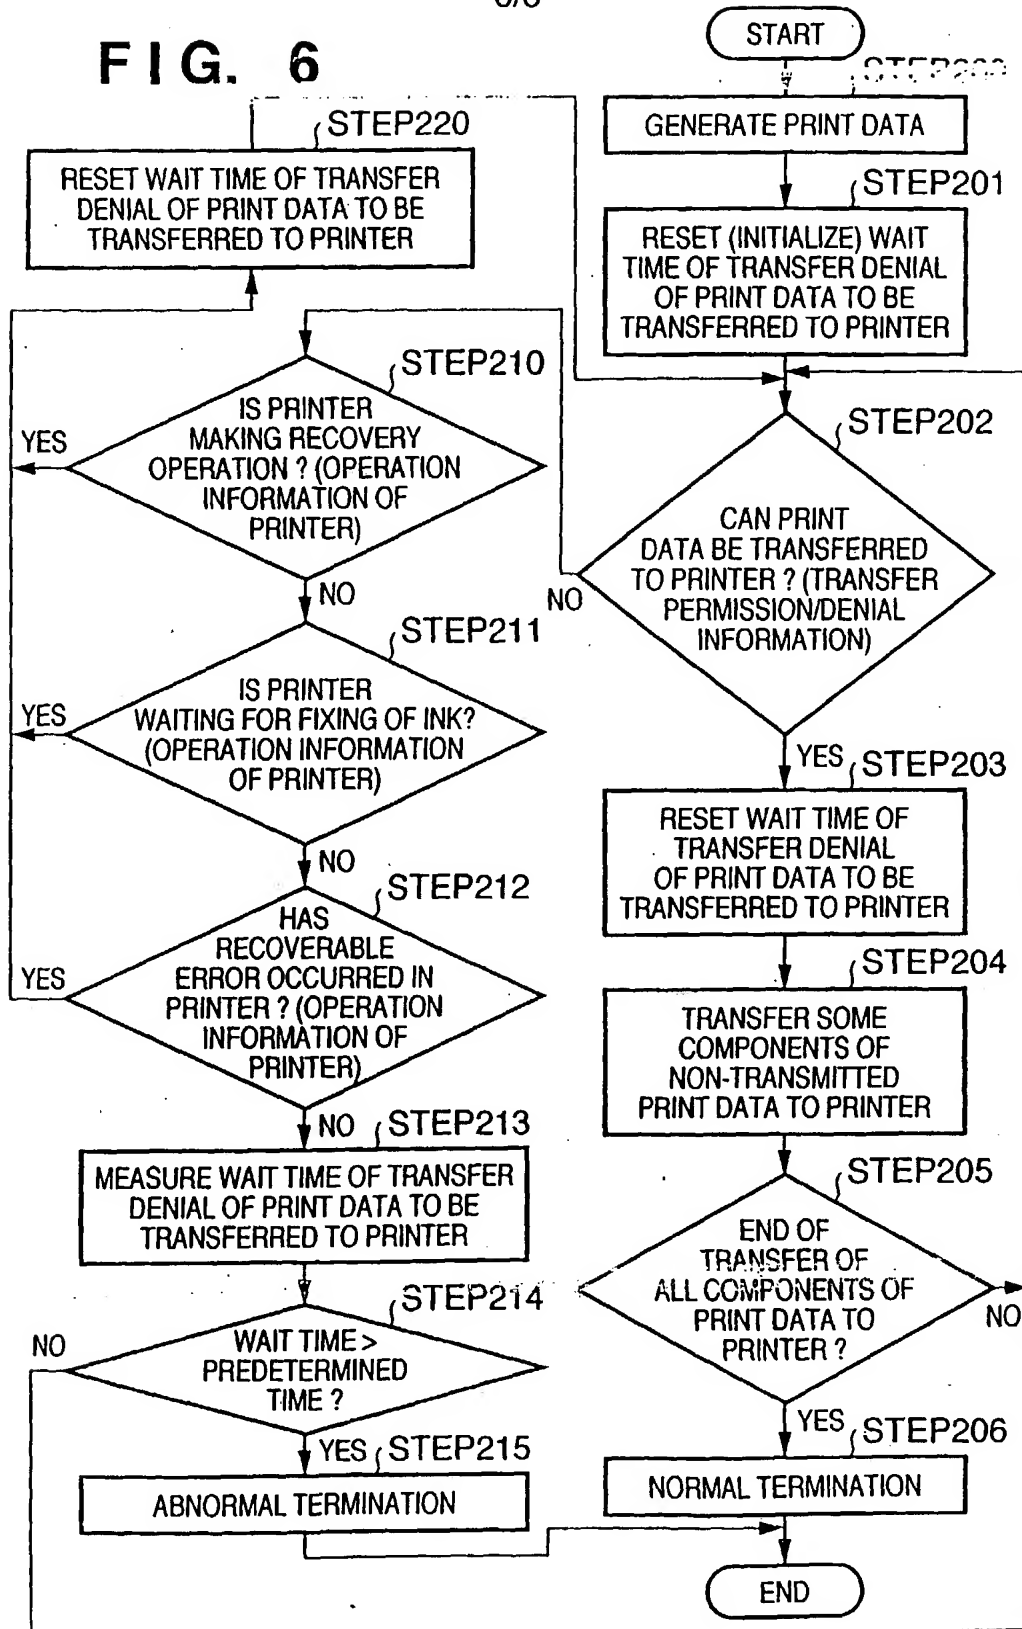 FIG. 6
START
GENERATE PRINT DATA
STEP201
RESET (INITIALIZE) WAIT
TIME OF TRANSFER DENIAL
OF PRINT DATA TO BE
TRANSFERRED TO PRINTER
STEP202
CAN PRINT
DATA BE TRANSFERRED
TO PRINTER ? (TRANSFER
PERMISSION/DENIAL
INFORMATION)
NO
YES
STEP203
RESET WAIT TIME OF
TRANSFER DENIAL
OF PRINT DATA TO BE
TRANSFERRED TO PRINTER
STEP204
TRANSFER SOME
COMPONENTS OF
NON-TRANSMITTED
PRINT DATA TO PRINTER
STEP205
END OF
TRANSFER OF
ALL COMPONENTS OF
PRINT DATA TO
PRINTER ?
NO
YES
STEP206
NORMAL TERMINATION
END
STEP220
RESET WAIT TIME OF TRANSFER
DENIAL OF PRINT DATA TO BE
TRANSFERRED TO PRINTER
STEP210
IS PRINTER
MAKING RECOVERY
OPERATION ? (OPERATION
INFORMATION OF
PRINTER)
YES
NO
STEP211
IS PRINTER
WAITING FOR FIXING OF INK?
(OPERATION INFORMATION
OF PRINTER)
YES
NO
STEP212
HAS
RECOVERABLE
ERROR OCCURRED IN
PRINTER ? (OPERATION
INFORMATION OF
PRINTER)
YES
NO
STEP213
MEASURE WAIT TIME OF TRANSFER
DENIAL OF PRINT DATA TO BE
TRANSFERRED TO PRINTER
STEP214
WAIT TIME >
PREDETERMINED
TIME ?
NO
YES
STEP215
ABNORMAL TERMINATION